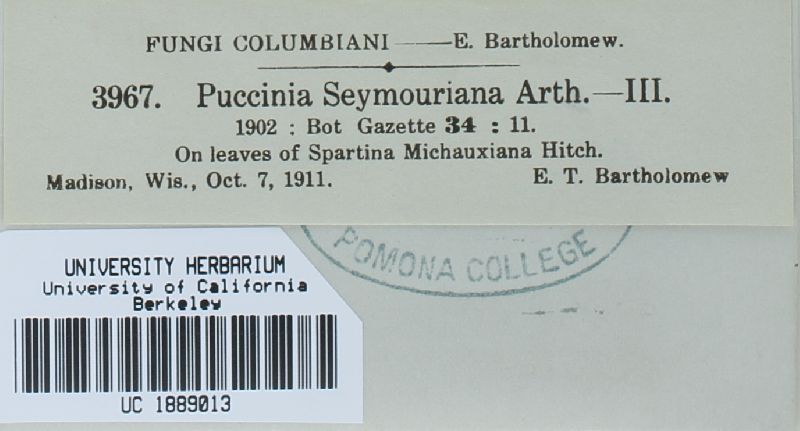 FUNGI COLUMBIANI — E. Bartholomew.
3967. Puccinia Seymouriana Arth.—III.
1902 : Bot Gazette 34 : 11.
On leaves of Spartina Michauxiana Hitch.
Madison, Wis., Oct. 7, 1911. E. T. Bartholomew
POMONA COLLEGE
UNIVERSITY HERBARIUM
University of California
Berkeley
UC 1889013